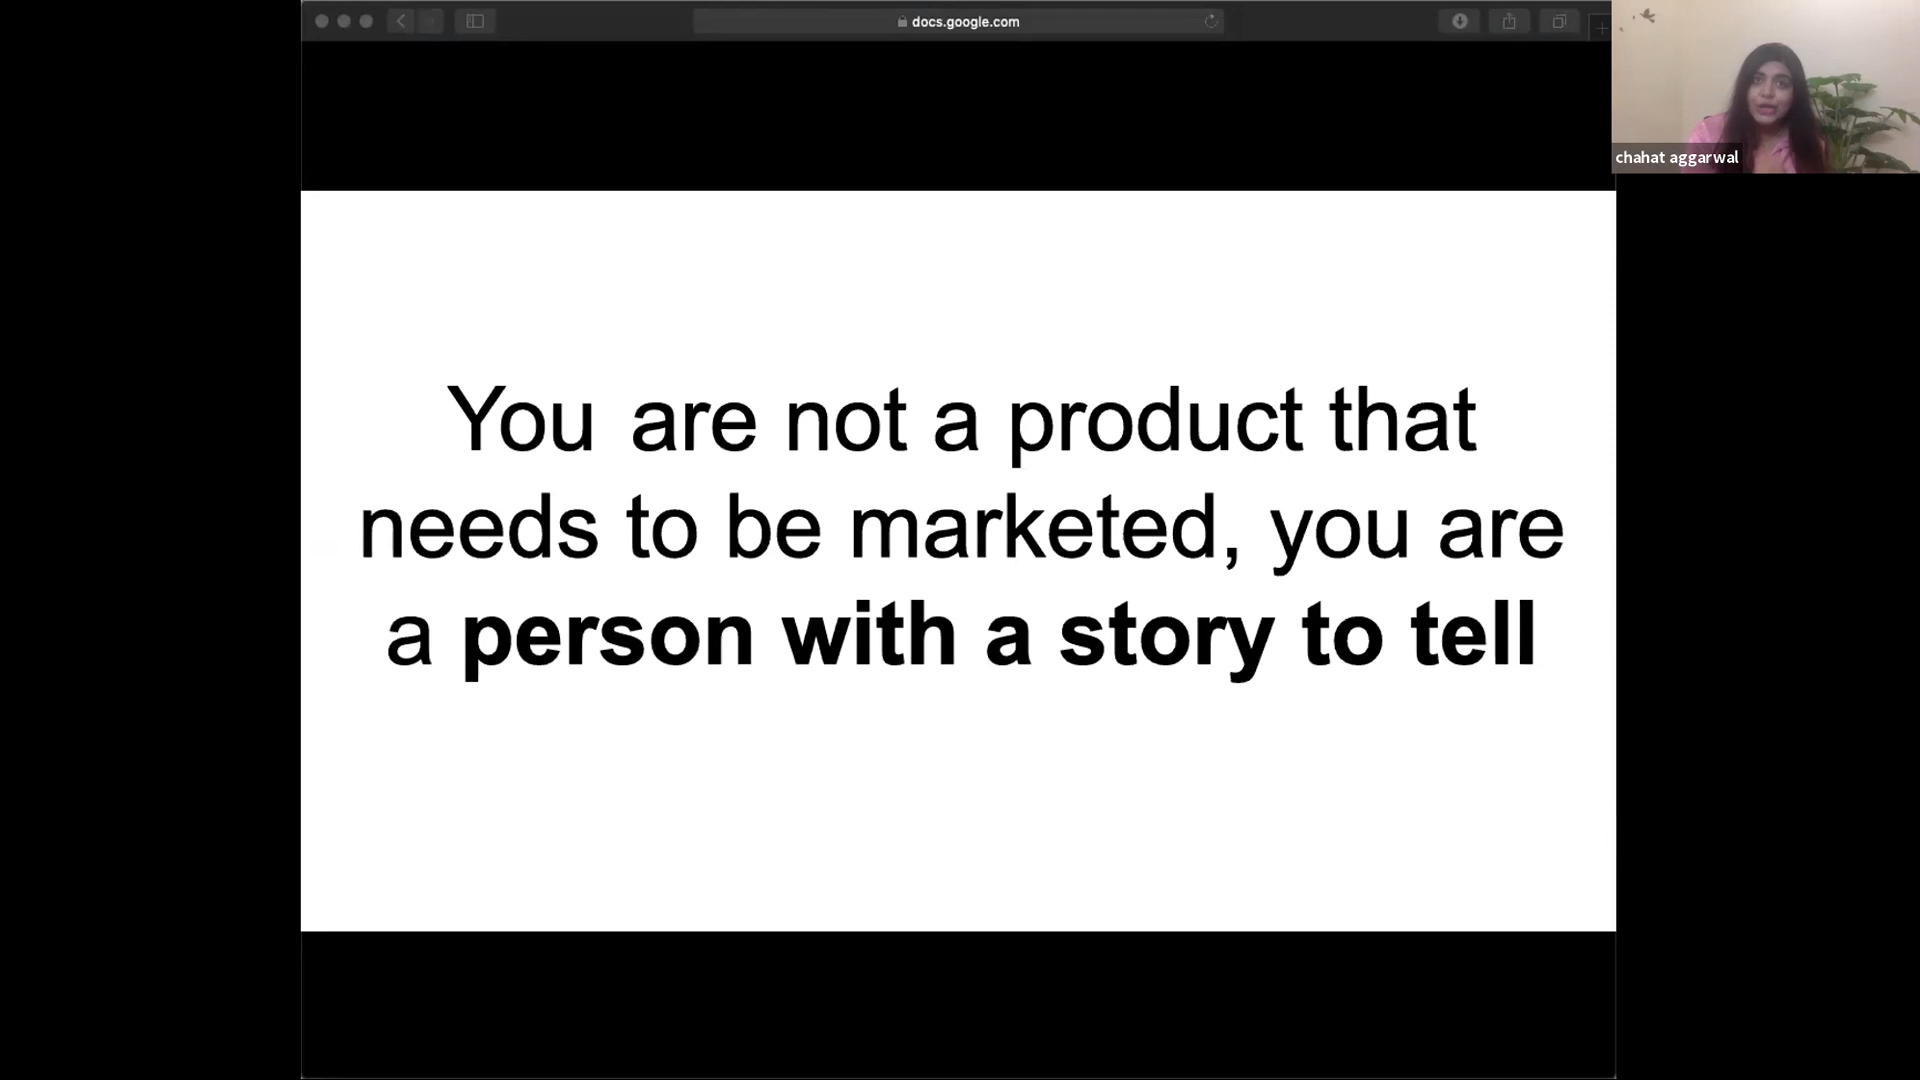 docs.google.com
chahat aggarwal
You are not a product that
needs to be marketed, you are
a person with a story to tell